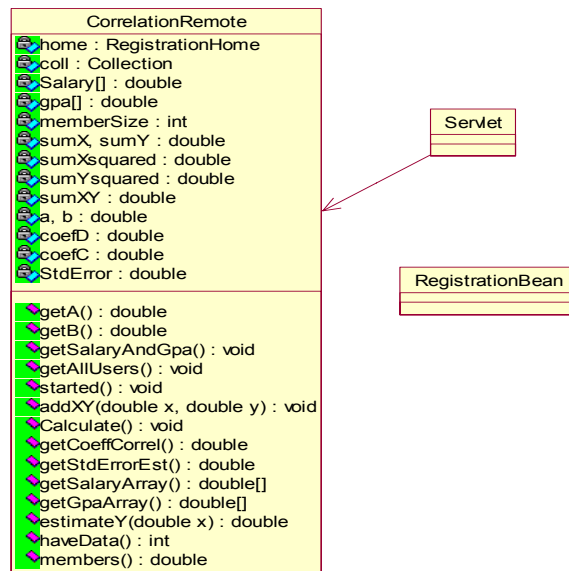 CorrelationRemote
home : RegistrationHome
coll : Collection
Salary[] : double
gpa[] : double
memberSize : int
sumX, sumY : double
sumXsquared : double
sumYsquared : double
sumXY : double
a, b : double
coefD : double
coefC : double
StdError : double
getA() : double
getB() : double
getSalaryAndGpa() : void
getAllUsers() : void
started() : void
addXY(double x, double y) : void
Calculate() : void
getCoeffCorrel() : double
getStdErrorEst() : double
getSalaryArray() : double[]
getGpaArray() : double[]
estimateY(double x) : double
haveData() : int
members() : double
Servlet
RegistrationBean